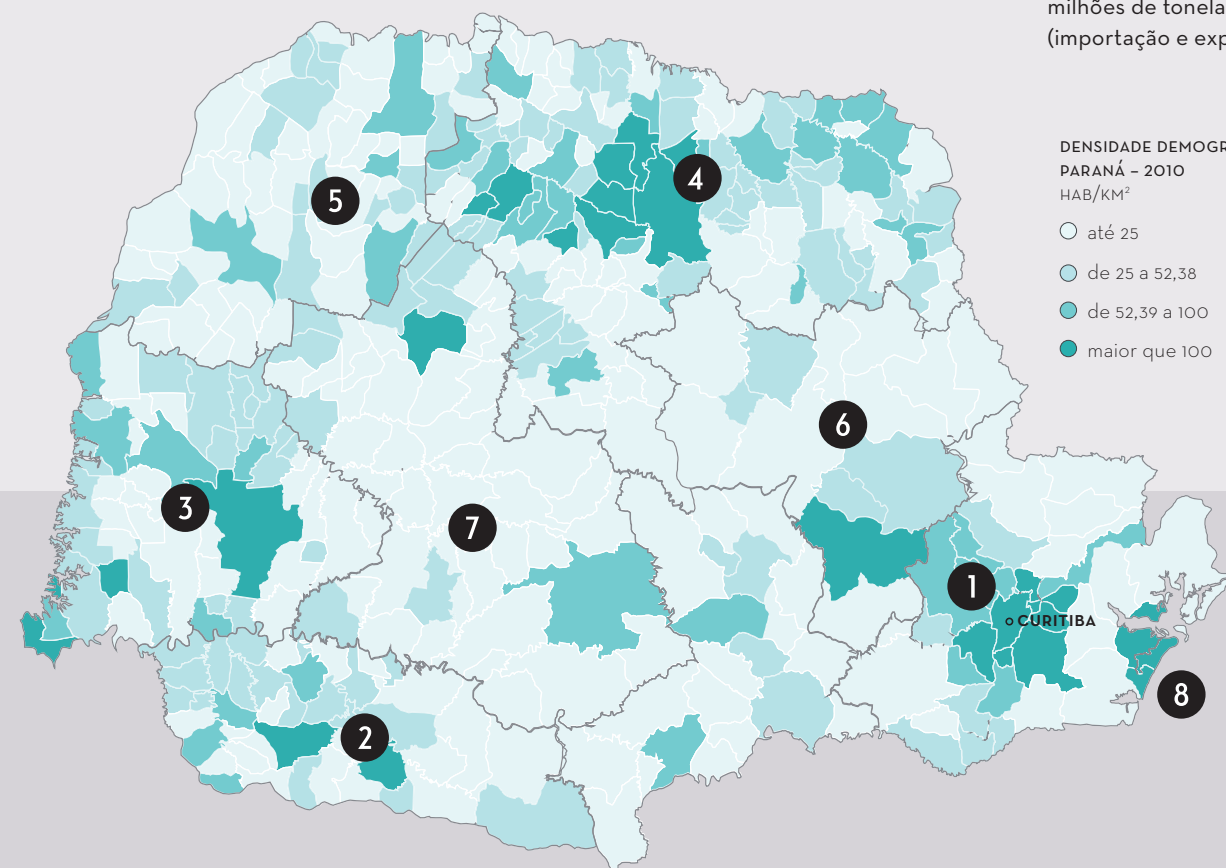 milhões de tonela
(importação e exp
DENSIDADE DEMOGR
PARANÁ – 2010
HAB/KM²
até 25
de 25 a 52,38
de 52,39 a 100
maior que 100
4
5
6
3
7
1
CURITIBA
8
2